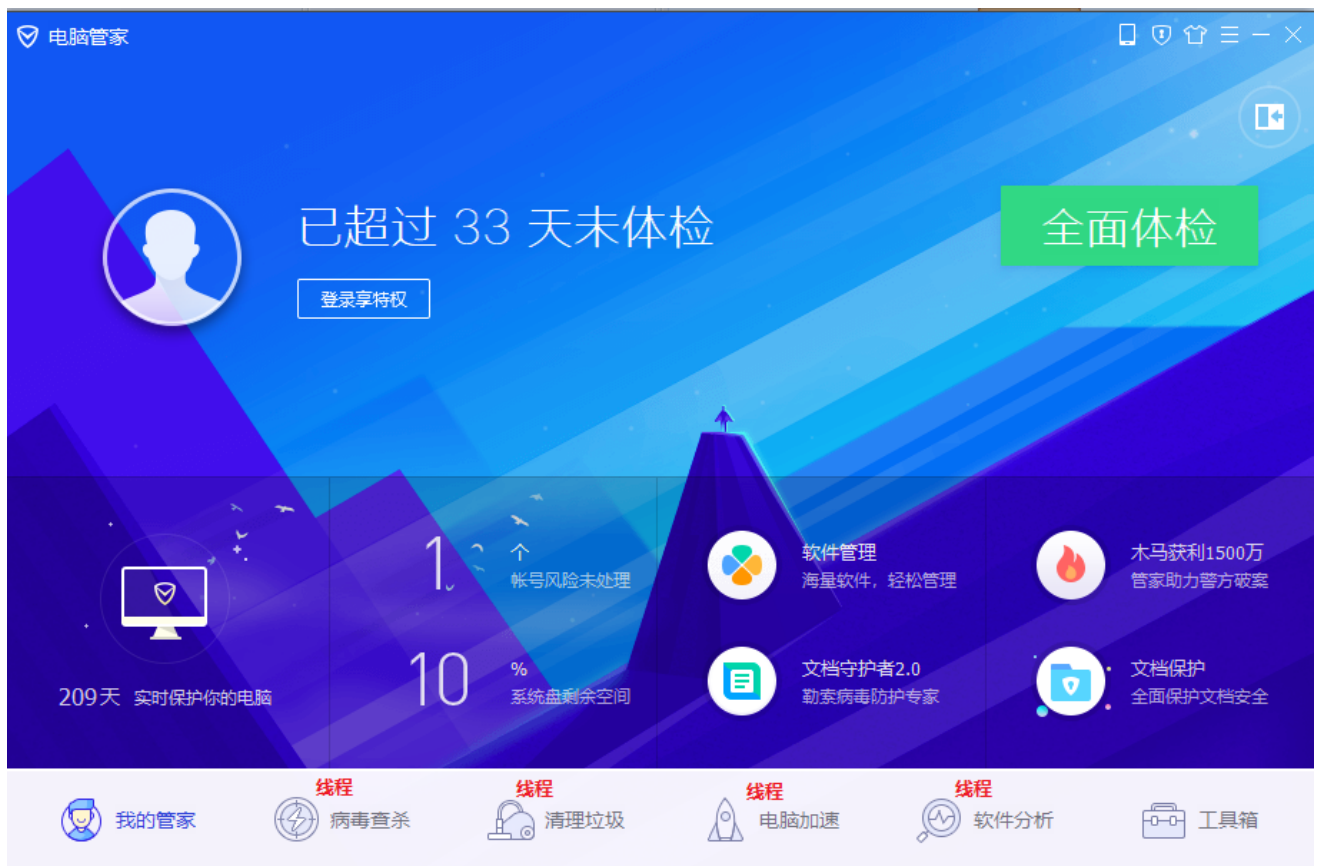 电脑管家
已超过 33 天未体检
全面体检
登录享特权
1 个
帐号风险未处理
软件管理
海量软件，轻松管理
木马获利1500万
管家助力警方破案
209天 实时保护你的电脑
10 %
系统盘剩余空间
文档守护者2.0
勒索病毒防护专家
文档保护
全面保护文档安全
线程
线程
线程
线程
我的管家
病毒查杀
清理垃圾
电脑加速
软件分析
工具箱